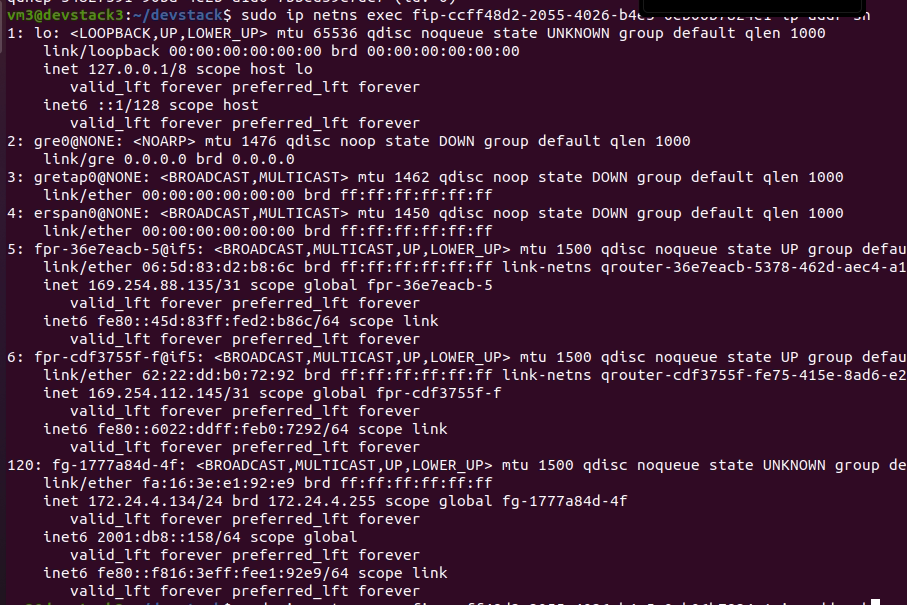 vm3@devstack3:~/devstack$ sudo ip netns exec fip-ccff48d2-2055-4026-
1: lo: <LOOPBACK,UP,LOWER_UP> mtu 65536 qdisc noqueue state UNKNOWN group default qlen 1000
link/loopback 00:00:00:00:00:00 brd 00:00:00:00:00:00
inet 127.0.0.1/8 scope host lo
valid_lft forever preferred_lft forever
inet6 ::1/128 scope host
valid_lft forever preferred_lft forever
2: gre0@NONE: <NOARP> mtu 1476 qdisc noop state DOWN group default qlen 1000
link/gre 0.0.0.0 brd 0.0.0.0
3: gretap0@NONE: <BROADCAST,MULTICAST> mtu 1462 qdisc noop state DOWN group default qlen 1000
link/ether 00:00:00:00:00:00 brd ff:ff:ff:ff:ff:ff
4: erspan0@NONE: <BROADCAST,MULTICAST> mtu 1450 qdisc noop state DOWN group default qlen 1000
link/ether 00:00:00:00:00:00 brd ff:ff:ff:ff:ff:ff
5: fpr-36e7eacb-5@if5: <BROADCAST,MULTICAST,UP,LOWER_UP> mtu 1500 qdisc noqueue state UP group defau
link/ether 06:5d:83:d2:b8:6c brd ff:ff:ff:ff:ff:ff link-netns qrouter-36e7eacb-5378-462d-aec4-a1
inet 169.254.88.135/31 scope global fpr-36e7eacb-5
valid_lft forever preferred_lft forever
inet6 fe80::45d:83ff:fed2:b86c/64 scope link
valid_lft forever preferred_lft forever
6: fpr-cdf3755f-f@if5: <BROADCAST,MULTICAST,UP,LOWER_UP> mtu 1500 qdisc noqueue state UP group defau
link/ether 62:22:dd:b0:72:92 brd ff:ff:ff:ff:ff:ff link-netns qrouter-cdf3755f-fe75-415e-8ad6-e2
inet 169.254.112.145/31 scope global fpr-cdf3755f-f
valid_lft forever preferred_lft forever
inet6 fe80::6022:ddff:feb0:7292/64 scope link
valid_lft forever preferred_lft forever
120: fg-1777a84d-4f: <BROADCAST,MULTICAST,UP,LOWER_UP> mtu 1500 qdisc noqueue state UNKNOWN group de
link/ether fa:16:3e:e1:92:e9 brd ff:ff:ff:ff:ff:ff
inet 172.24.4.134/24 brd 172.24.4.255 scope global fg-1777a84d-4f
valid_lft forever preferred_lft forever
inet6 2001:db8::158/64 scope global
valid_lft forever preferred_lft forever
inet6 fe80::f816:3eff:fee1:92e9/64 scope link
valid_lft forever preferred_lft forever